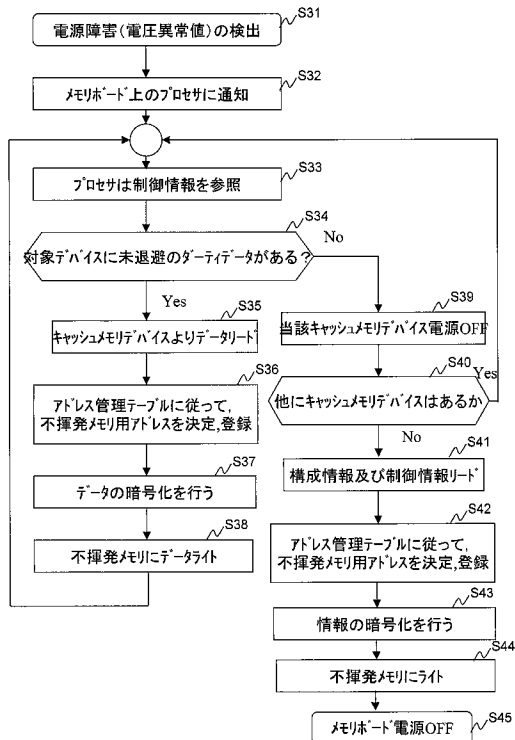 S31
電源障害(電圧異常値)の検出
S32
メモリボード上のプロセサに通知
S33
プロセサは制御情報を参照
S34
対象デバイスに未退避のダーティデータがある?
No
Yes
S35
キャッシュメモリデバイスよりデータリード
S36
アドレス管理テーブルに従って,
不揮発メモリ用アドレスを決定,登録
S37
データの暗号化を行う
S38
不揮発メモリにデータライト
S39
当該キャッシュメモリデバイス電源OFF
S40
Yes
他にキャッシュメモリデバイスはあるか
No
S41
構成情報及び制御情報リード
S42
アドレス管理テーブルに従って,
不揮発メモリ用アドレスを決定,登録
S43
情報の暗号化を行う
S44
不揮発メモリにライト
S45
メモリボード電源OFF